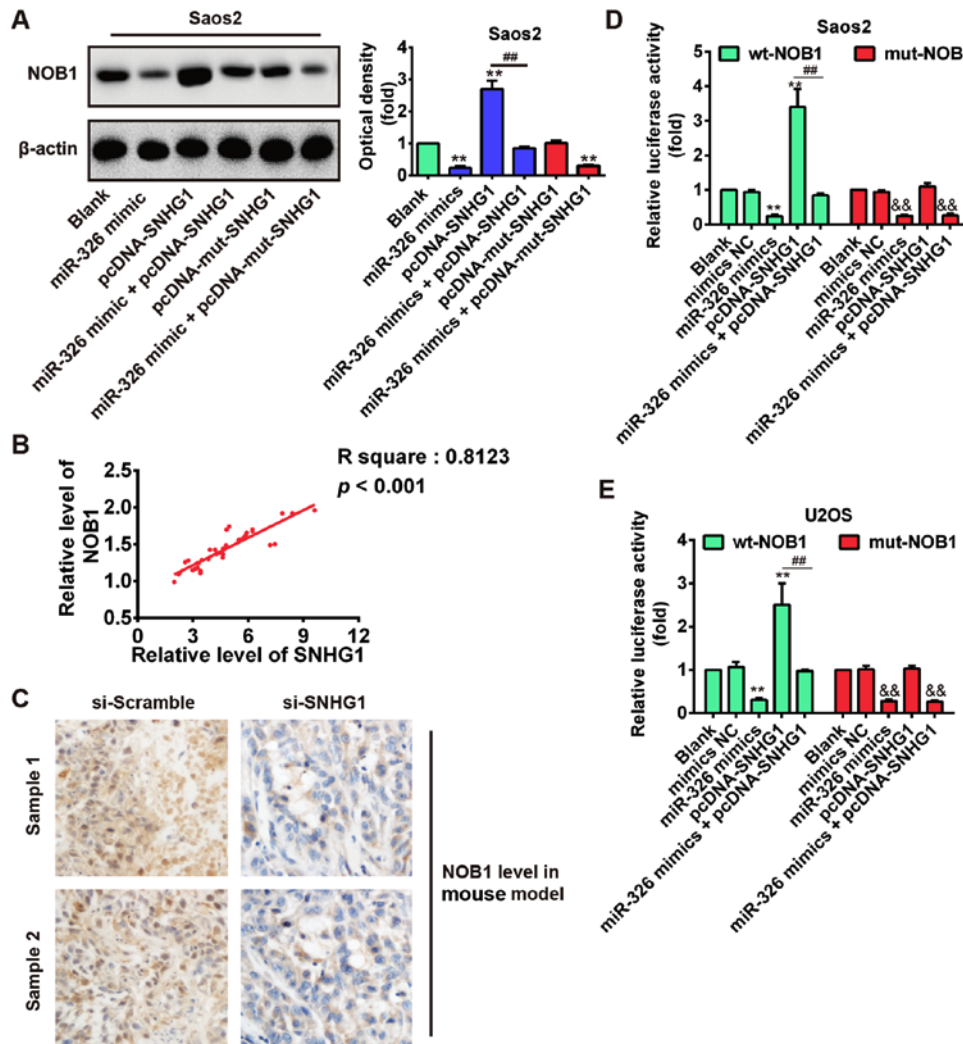 A
Saos2
NOB1
β-actin
Blank
miR-326 mimic
pcDNA-SNHG1
miR-326 mimic + pcDNA-SNHG1
pcDNA-mut-SNHG1
miR-326 mimic + pcDNA-mut-SNHG1
Saos2
Optical density
(fold)
4
3
2
1
0
**
**
##
**
Blank
miR-326 mimics
pcDNA-SNHG1
miR-326 mimics + pcDNA-SNHG1
pcDNA-mut-SNHG1
miR-326 mimics + pcDNA-mut-SNHG1
B
R square : 0.8123
p < 0.001
Relative level of
NOB1
2.5
2.0
1.5
1.0
0.5
0 3 6 9 12
Relative level of SNHG1
C
si-Scramble si-SNHG1
Sample 1
Sample 2
NOB1 level in
mouse model
D
Saos2
wt-NOB1 mut-NOB
Relative luciferase activity
(fold)
5
4
3
2
1
0
**
**
##
&&
&&
Blank
mimics NC
miR-326 mimics
pcDNA-SNHG1
miR-326 mimics + pcDNA-SNHG1
Blank
mimics NC
miR-326 mimics
pcDNA-SNHG1
miR-326 mimics + pcDNA-SNHG1
E
U2OS
wt-NOB1 mut-NOB1
Relative luciferase activity
(fold)
4
3
2
1
0
**
**
##
&&
&&
Blank
mimics NC
miR-326 mimics
pcDNA-SNHG1
miR-326 mimics + pcDNA-SNHG1
Blank
mimics NC
miR-326 mimics
pcDNA-SNHG1
miR-326 mimics + pcDNA-SNHG1